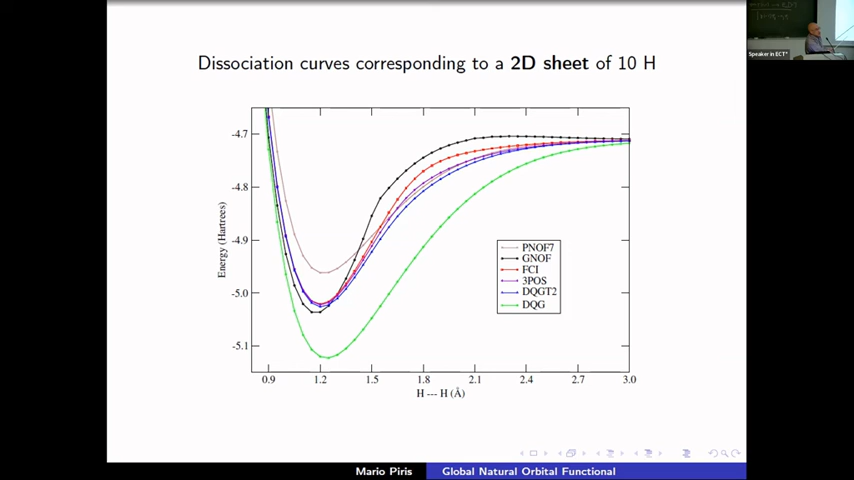 Dissociation curves corresponding to a 2D sheet of 10 H
Speaker in ECT*
-4.7
-4.8
-4.9
-5.0
-5.1
Energy (Hartrees)
PNOF7
GNOF
FCI
3POS
DQGT2
DQG
0.9 1.2 1.5 1.8 2.1 2.4 2.7 3.0
H --- H (Å)
Mario Piris Global Natural Orbital Functional